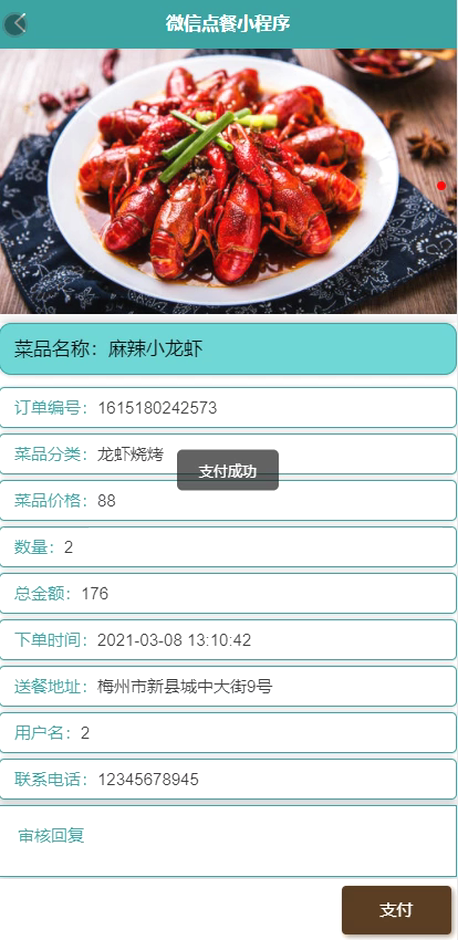 微信点餐小程序
菜品名称：麻辣小龙虾
订单编号：1615180242573
菜品分类：龙虾烧烤
支付成功
菜品价格：88
数量：2
总金额：176
下单时间：2021-03-08 13:10:42
送餐地址：梅州市新县城中大街9号
用户名：2
联系电话：12345678945
审核回复
支付